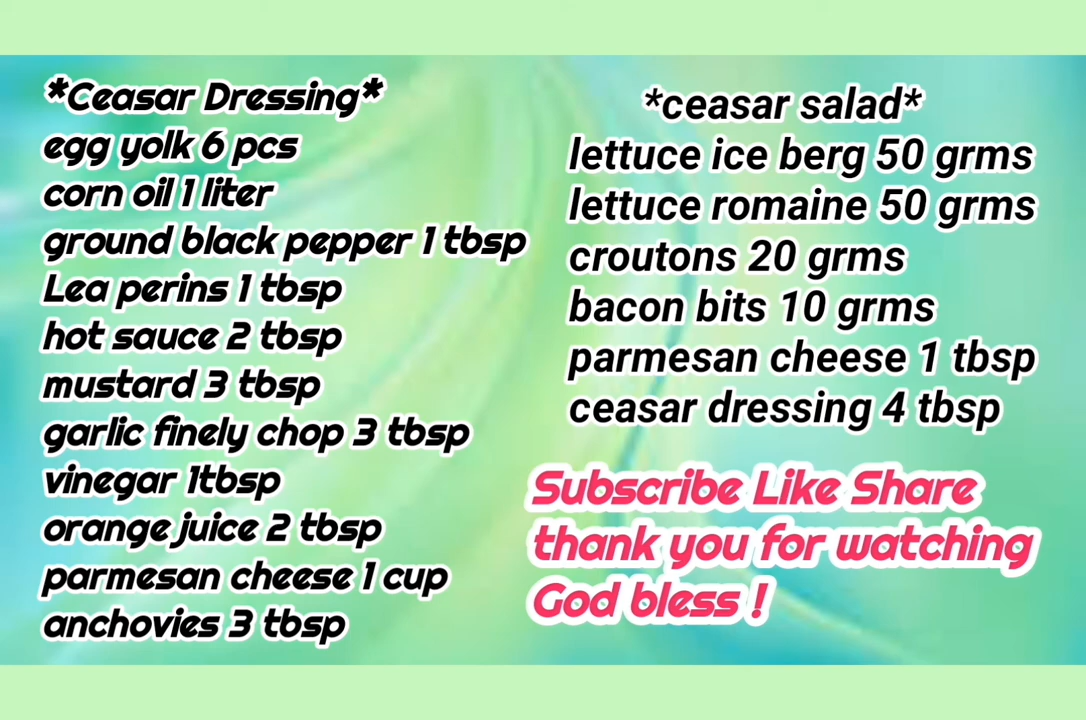 *Ceasar Dressing*
egg yolk 6 pcs
corn oil 1 liter
ground black pepper 1 tbsp
Lea perins 1 tbsp
hot sauce 2 tbsp
mustard 3 tbsp
garlic finely chop 3 tbsp
vinegar 1tbsp
orange juice 2 tbsp
parmesan cheese 1 cup
anchovies 3 tbsp
*ceasar salad*
lettuce ice berg 50 grms
lettuce romaine 50 grms
croutons 20 grms
bacon bits 10 grms
parmesan cheese 1 tbsp
ceasar dressing 4 tbsp
Subscribe Like Share
thank you for watching
God bless !